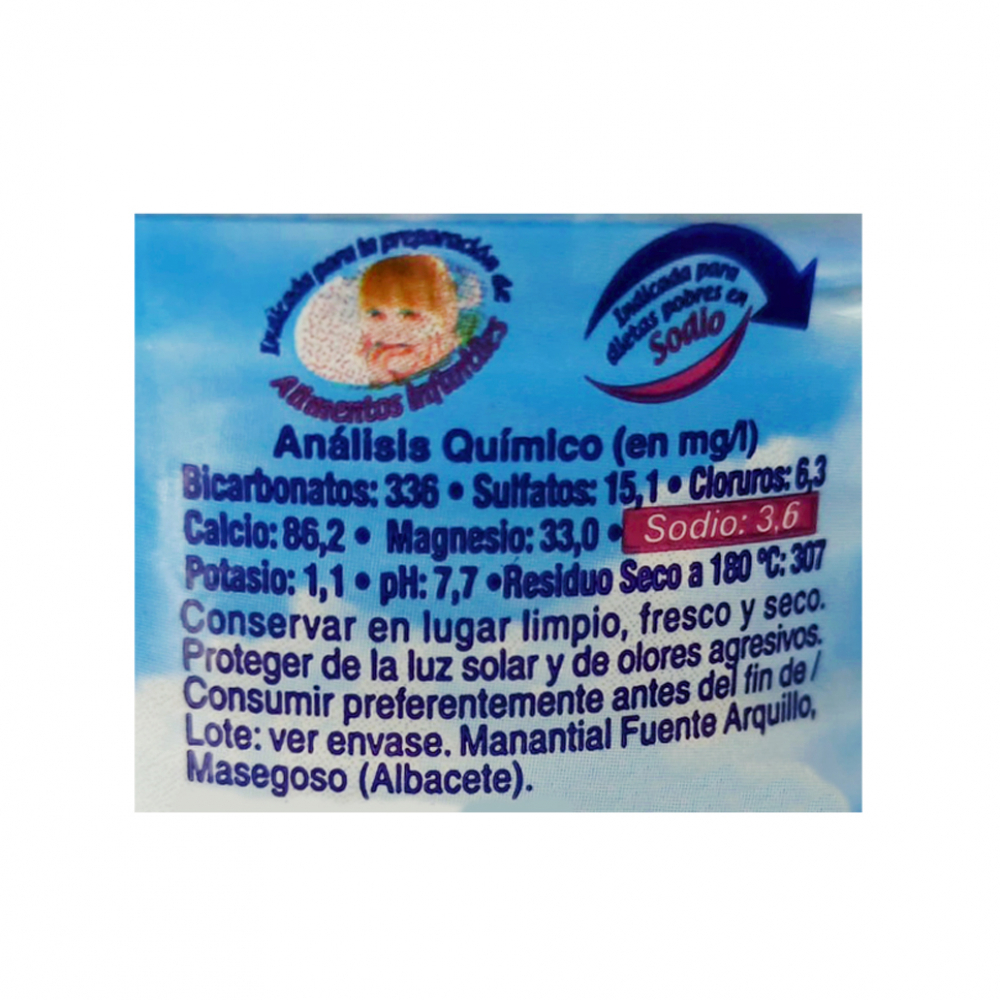 Indicada para la preparación de
Alimentos Infantiles
Indicada para
dietas pobres en
Sodio
Análisis Químico (en mg/l)
Bicarbonatos: 336 • Sulfatos: 15,1 • Cloruros: 6,3
Calcio: 86,2 • Magnesio: 33,0 • Sodio: 3,6
Potasio: 1,1 • pH: 7,7 • Residuo Seco a 180 °C: 307
Conservar en lugar limpio, fresco y seco.
Proteger de la luz solar y de olores agresivos.
Consumir preferentemente antes del fin de /
Lote: ver envase. Manantial Fuente Arquillo,
Masegoso (Albacete).